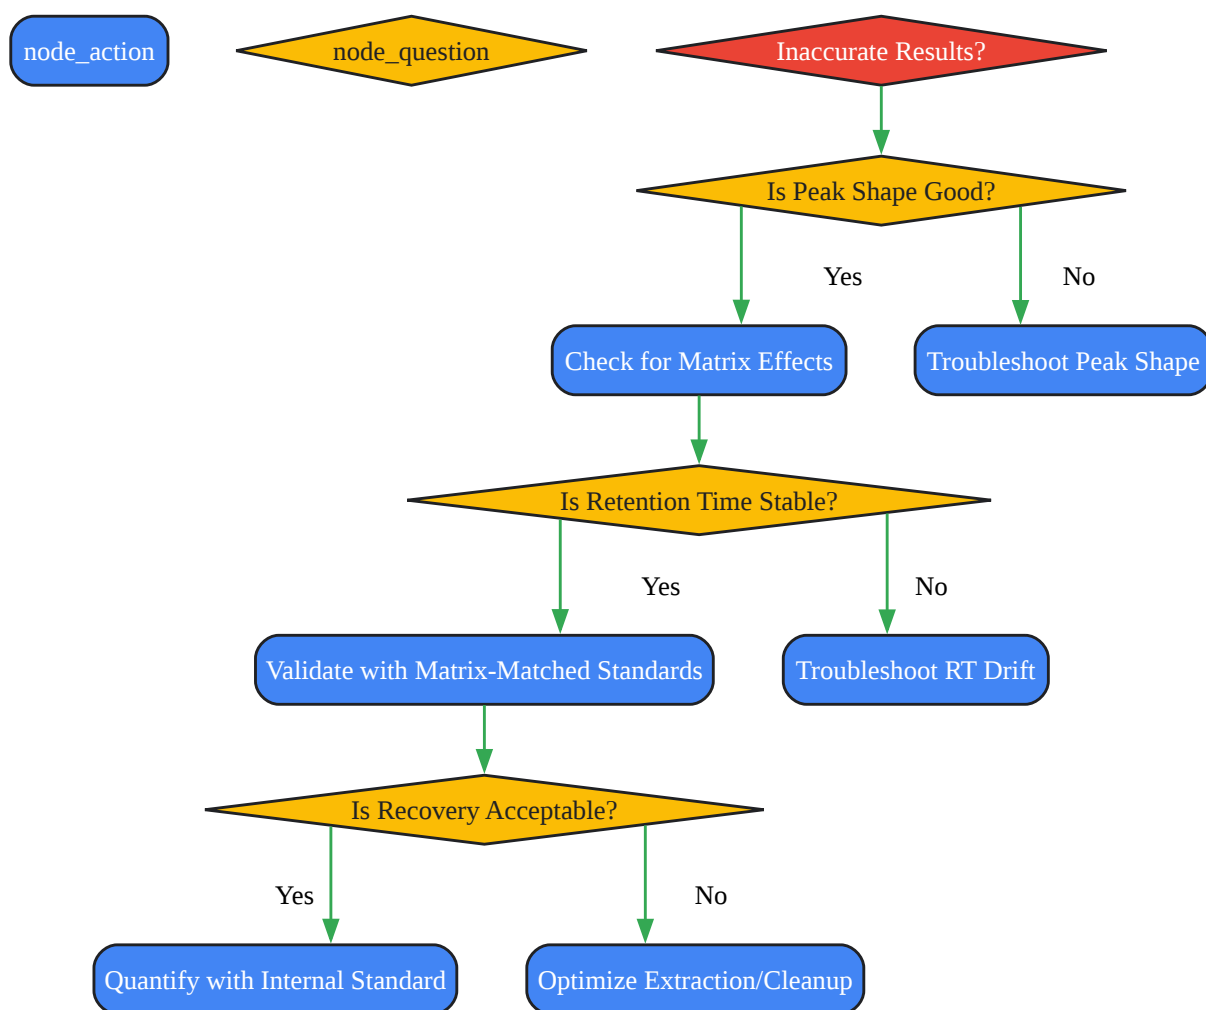 node_action
node_question
Inaccurate Results?
Is Peak Shape Good?
Yes
No
Check for Matrix Effects
Troubleshoot Peak Shape
Is Retention Time Stable?
Yes
No
Validate with Matrix-Matched Standards
Troubleshoot RT Drift
Is Recovery Acceptable?
Yes
No
Quantify with Internal Standard
Optimize Extraction/Cleanup